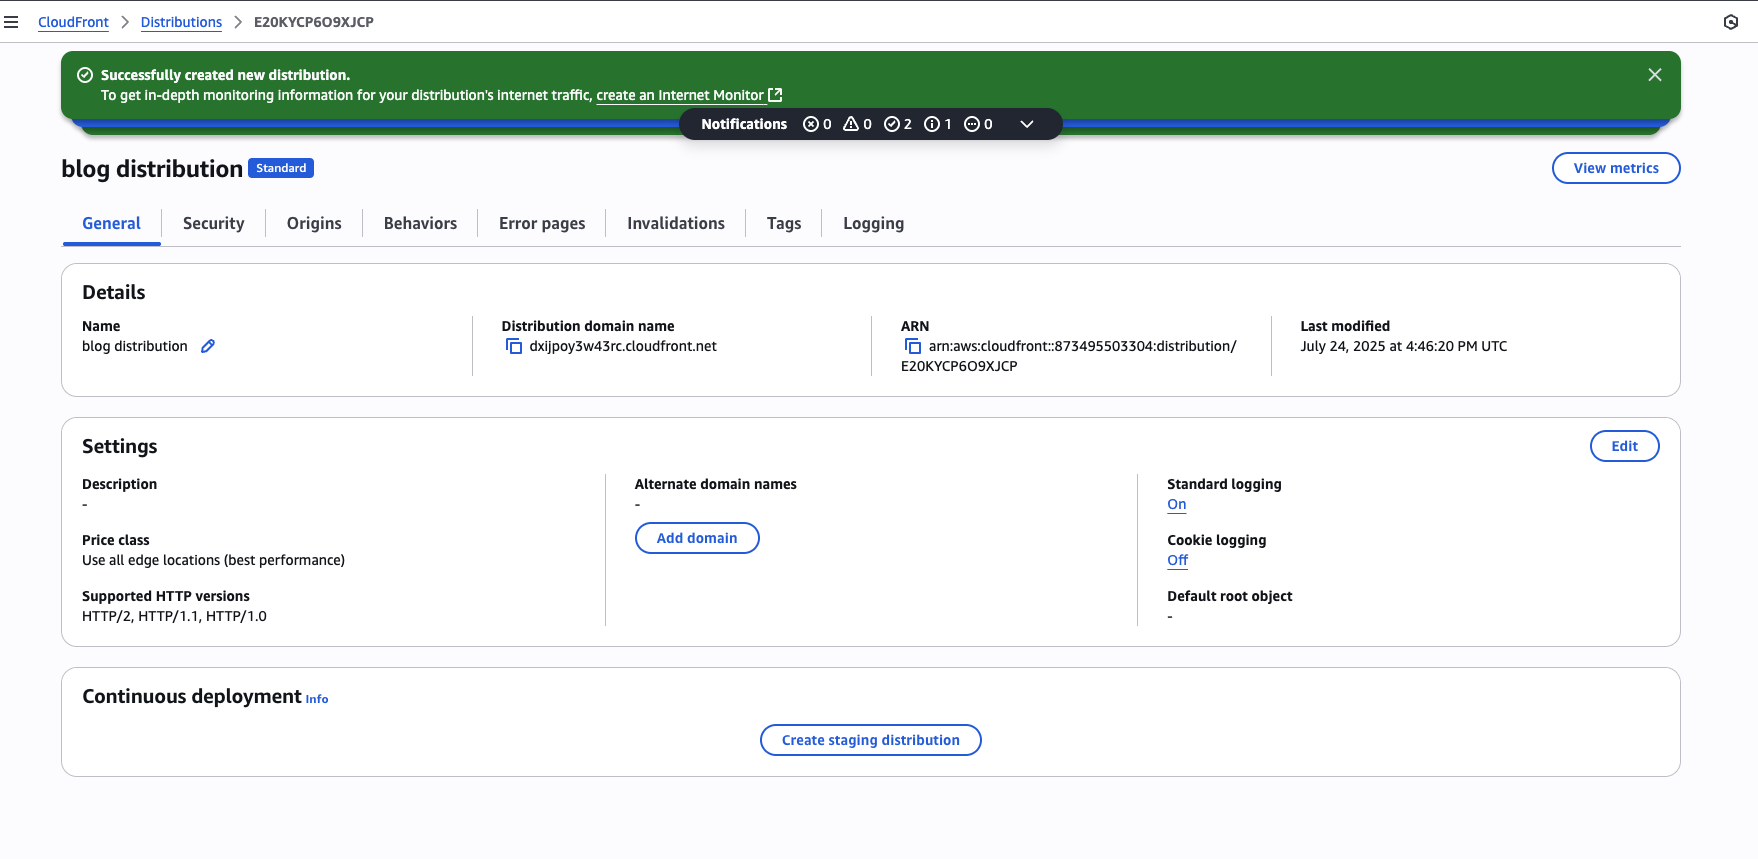 CloudFront > Distributions > E20KYCP6O9XJCP
Successfully created new distribution.
To get in-depth monitoring information for your distribution's internet traffic, create an Internet Monitor
Notifications 0 0 2 1 0
blog distribution Standard
View metrics
General Security Origins Behaviors Error pages Invalidations Tags Logging
Details
Name
blog distribution
Distribution domain name
dxijpoy3w43rc.cloudfront.net
ARN
arn:aws:cloudfront::873495503304:distribution/
E20KYCP6O9XJCP
Last modified
July 24, 2025 at 4:46:20 PM UTC
Settings
Edit
Description
-
Price class
Use all edge locations (best performance)
Supported HTTP versions
HTTP/2, HTTP/1.1, HTTP/1.0
Alternate domain names
-
Add domain
Standard logging
On
Cookie logging
Off
Default root object
-
Continuous deployment Info
Create staging distribution